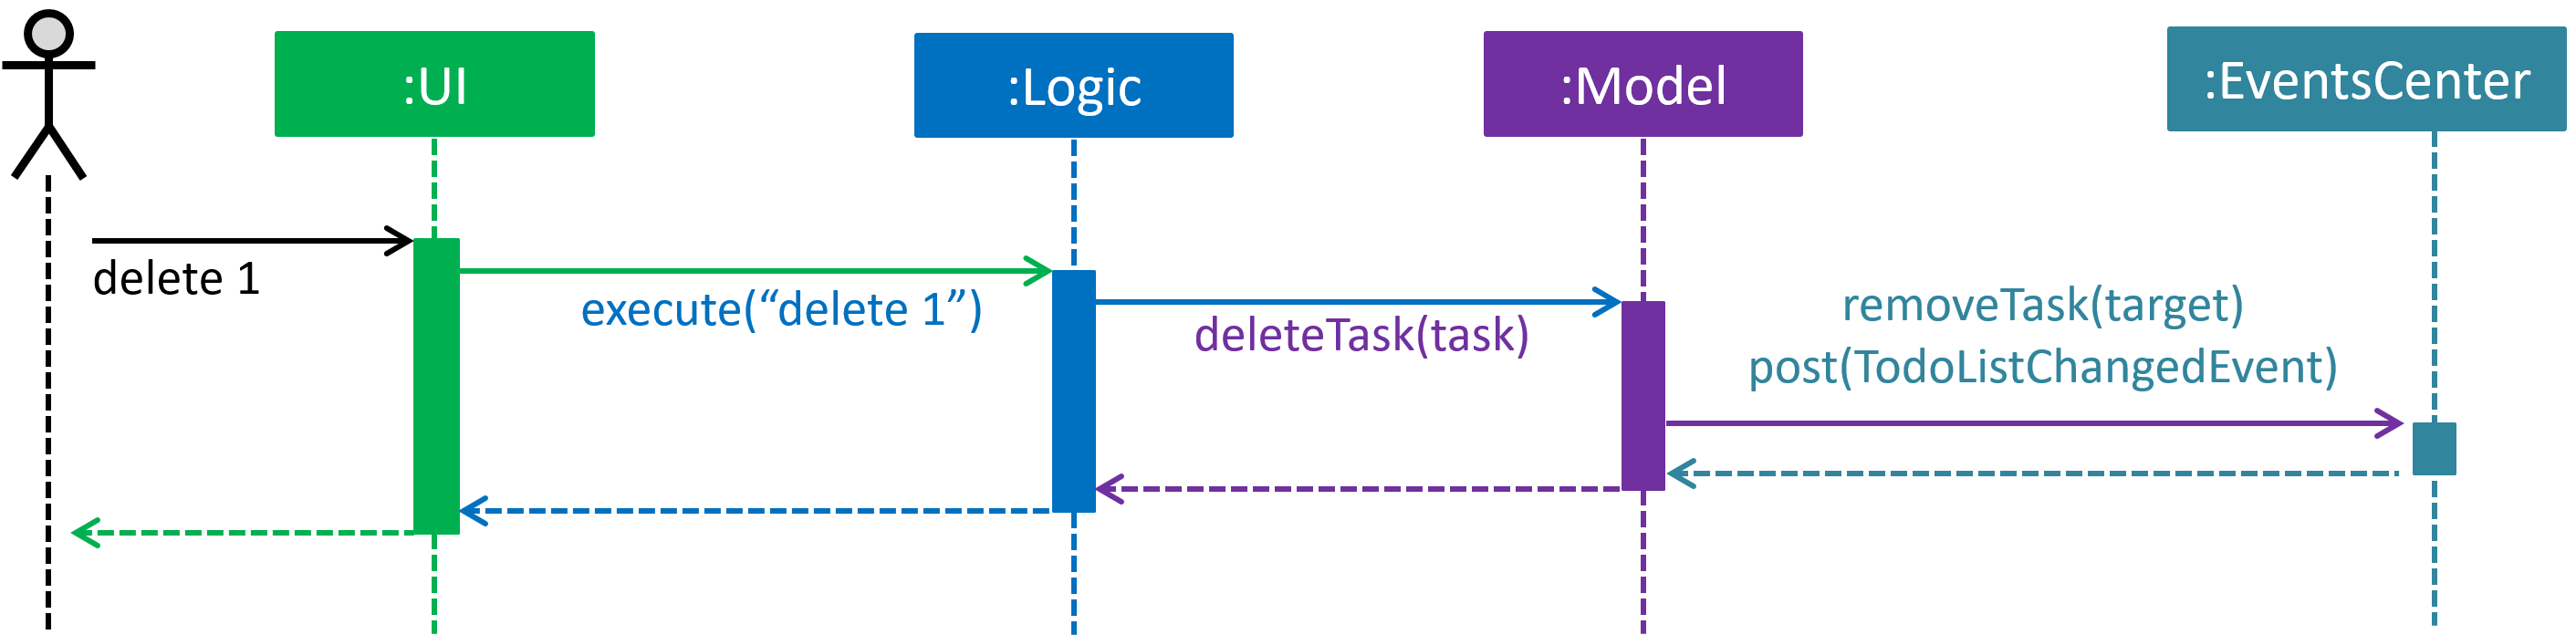 :UI
:Logic
:Model
:EventsCenter
delete 1
execute(“delete 1”)
deleteTask(task)
removeTask(target)
post(TodoListChangedEvent)